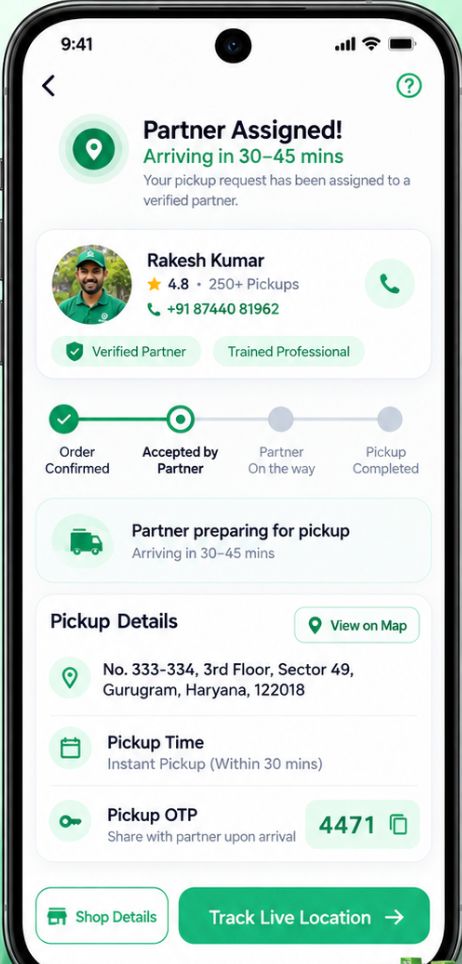 9:41
Partner Assigned!
Arriving in 30–45 mins
Your pickup request has been assigned to a
verified partner.
Rakesh Kumar
4.8 • 250+ Pickups
+91 87440 81962
Verified Partner
Trained Professional
Order
Confirmed
Accepted by
Partner
Partner
On the way
Pickup
Completed
Partner preparing for pickup
Arriving in 30–45 mins
Pickup Details
View on Map
No. 333-334, 3rd Floor, Sector 49,
Gurugram, Haryana, 122018
Pickup Time
Instant Pickup (Within 30 mins)
Pickup OTP
Share with partner upon arrival
4471
Shop Details
Track Live Location